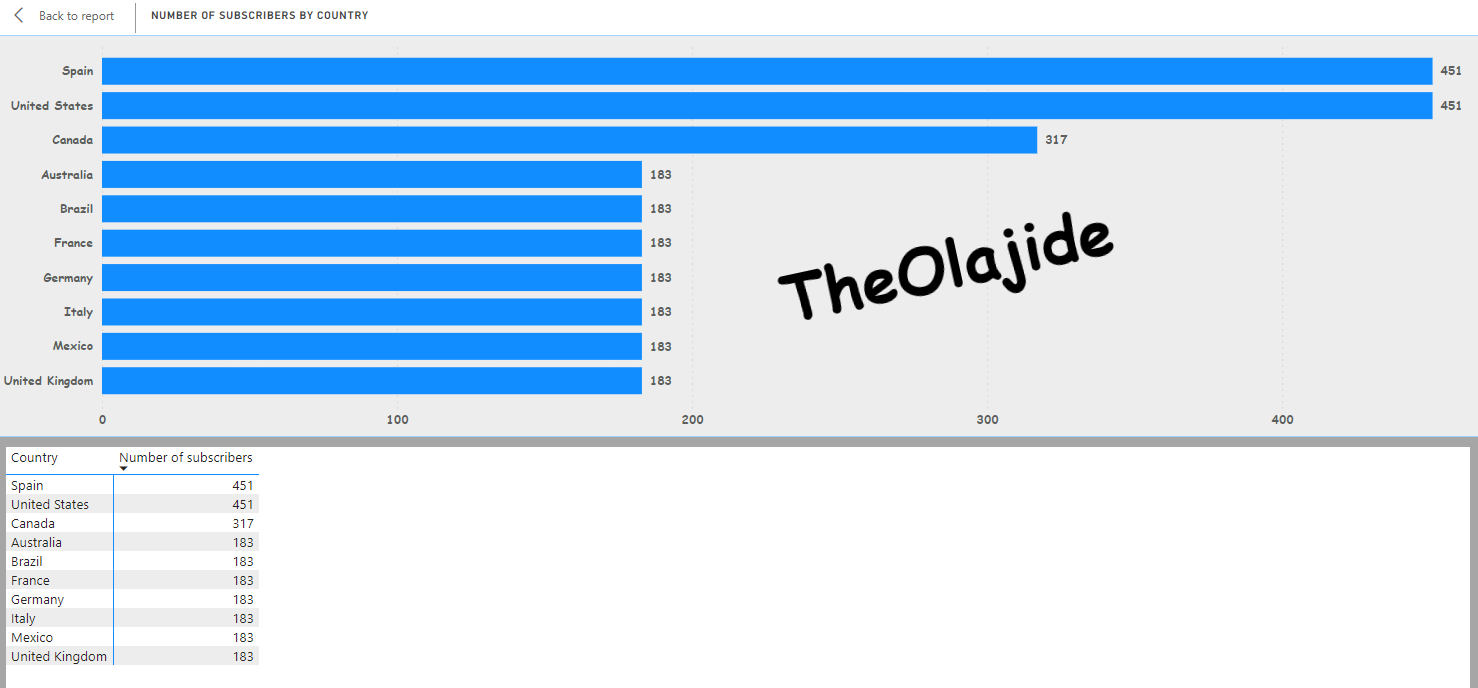 Back to report NUMBER OF SUBSCRIBERS BY COUNTRY
Spain 451
United States 451
Canada 317
Australia 183
Brazil 183
France 183
Germany 183
Italy 183
Mexico 183
United Kingdom 183
0 100 200 300 400
TheOlajide
Country Number of subscribers
Spain 451
United States 451
Canada 317
Australia 183
Brazil 183
France 183
Germany 183
Italy 183
Mexico 183
United Kingdom 183